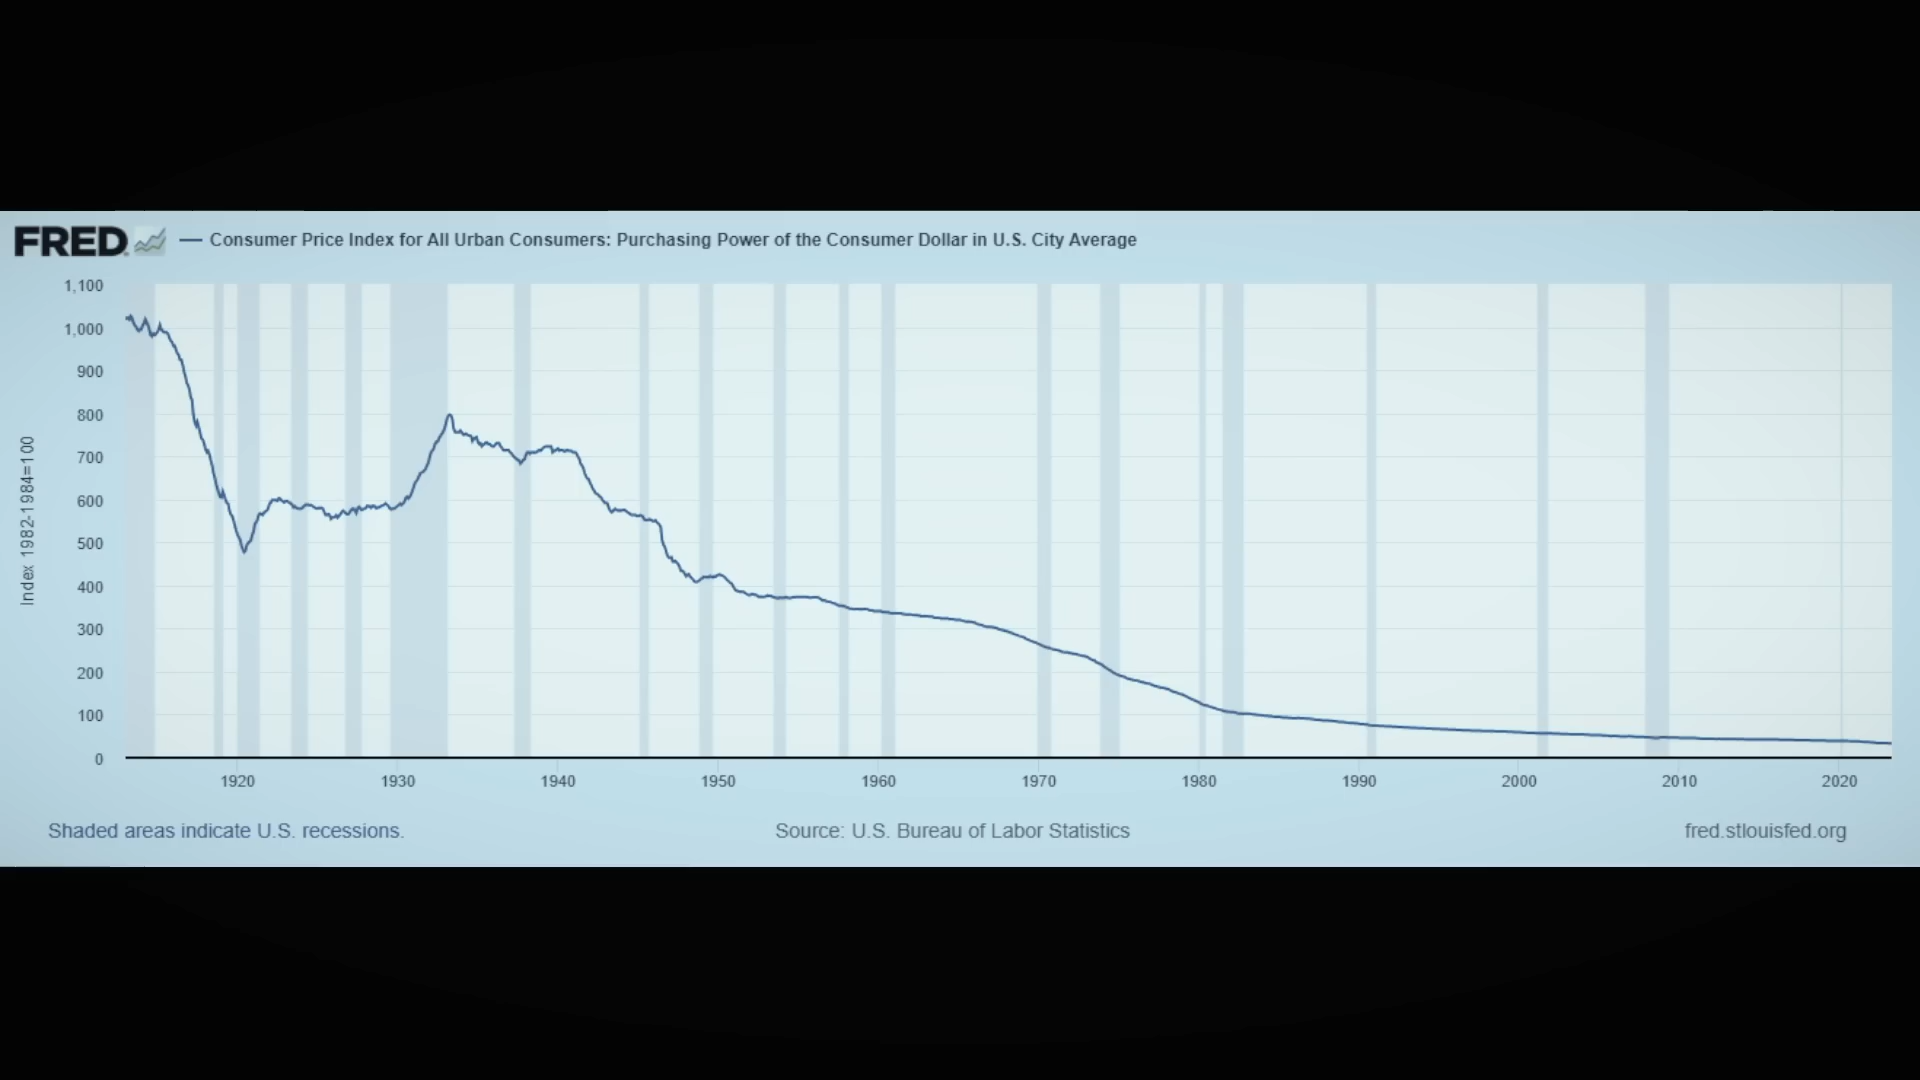 FRED
Consumer Price Index for All Urban Consumers: Purchasing Power of the Consumer Dollar in U.S. City Average
Index 1982-1984=100
1,100
1,000
900
800
700
600
500
400
300
200
100
0
1920 1930 1940 1950 1960 1970 1980 1990 2000 2010 2020
Shaded areas indicate U.S. recessions. Source: U.S. Bureau of Labor Statistics fred.stlouisfed.org